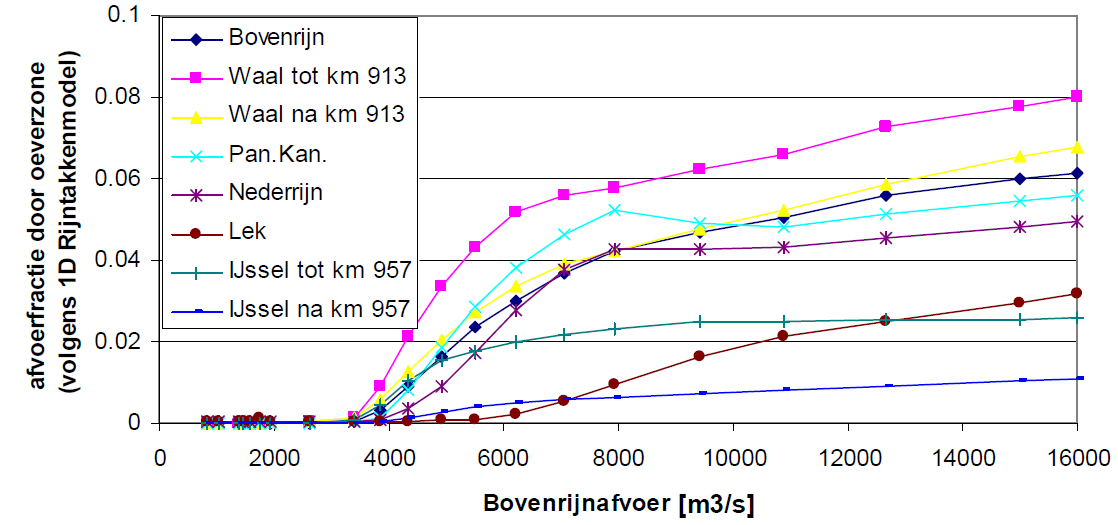 afvoerfractie door oeverzone
(volgens 1D Rijntakkenmodel)
0.1
0.08
0.06
0.04
0.02
0
Bovenrijn
Waal tot km 913
Waal na km 913
Pan.Kan.
Nederrijn
Lek
IJssel tot km 957
IJssel na km 957
0 2000 4000 6000 8000 10000 12000 14000 16000
Bovenrijnafvoer [m3/s]